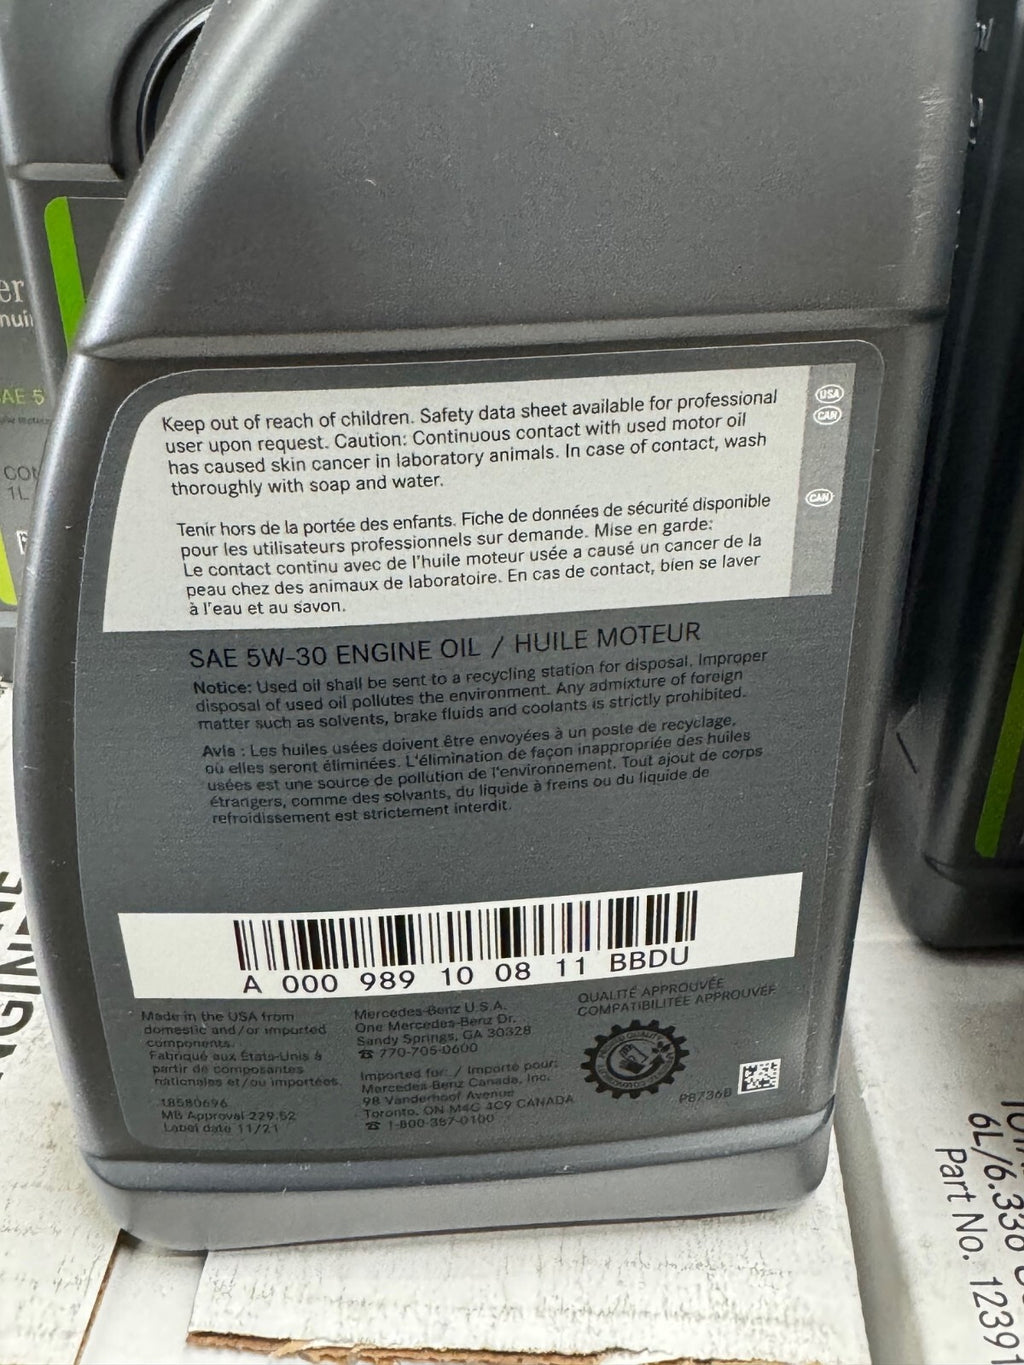 Keep out of reach of children. Safety data sheet available for professional
user upon request. Caution: Continuous contact with used motor oil
has caused skin cancer in laboratory animals. In case of contact, wash
thoroughly with soap and water.
USA
CAN
Tenir hors de la portée des enfants. Fiche de données de sécurité disponible
pour les utilisateurs professionnels sur demande. Mise en garde:
Le contact continu avec de l'huile moteur usée a causé un cancer de la
peau chez des animaux de laboratoire. En cas de contact, bien se laver
à l'eau et au savon.
CAN
SAE 5W-30 ENGINE OIL / HUILE MOTEUR
Notice: Used oil shall be sent to a recycling station for disposal. Improper
disposal of used oil pollutes the environment. Any admixture of foreign
matter such as solvents, brake fluids and coolants is strictly prohibited.
Avis : Les huiles usées doivent être envoyées à un poste de recyclage,
où elles seront éliminées. L'élimination de façon inappropriée des huiles
usées est une source de pollution de l'environnement. Tout ajout de corps
étrangers, comme des solvants, du liquide à freins ou du liquide de
refroidissement est strictement interdit.
A 000 989 10 08 11 BBDU
Made in the USA from
domestic and/or imported
components.
Fabriqué aux États-Unis à
partir de composantes
nationales et/ou importées.
18580696
MB Approval 229.52
Label date 11/21
Mercedes-Benz U.S.A.
One Mercedes-Benz Dr.
Sandy Springs, GA 30328
☎ 770-705-0600
Imported for: / Importé pour:
Mercedes-Benz Canada, Inc.
98 Vanderhoof Avenue
Toronto, ON M4G 4C9 CANADA
☎ 1-800-387-0100
QUALITÉ APPROUVÉE
COMPATIBILITÉE APPROUVEÉ
P8736B
AE 5
1L
6L/6.338
Part No. 12391